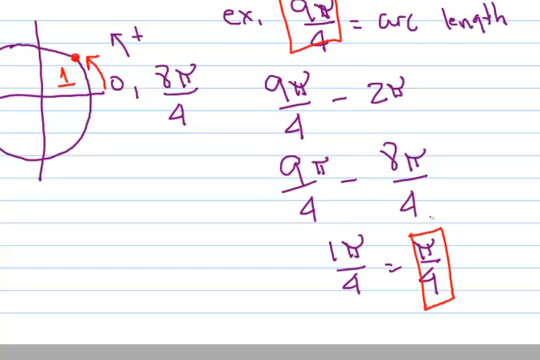 ex. 9π/4 = arc length
+
1
0, 8π/4
9π/4 - 2π
9π/4 - 8π/4
1π/4 = π/4